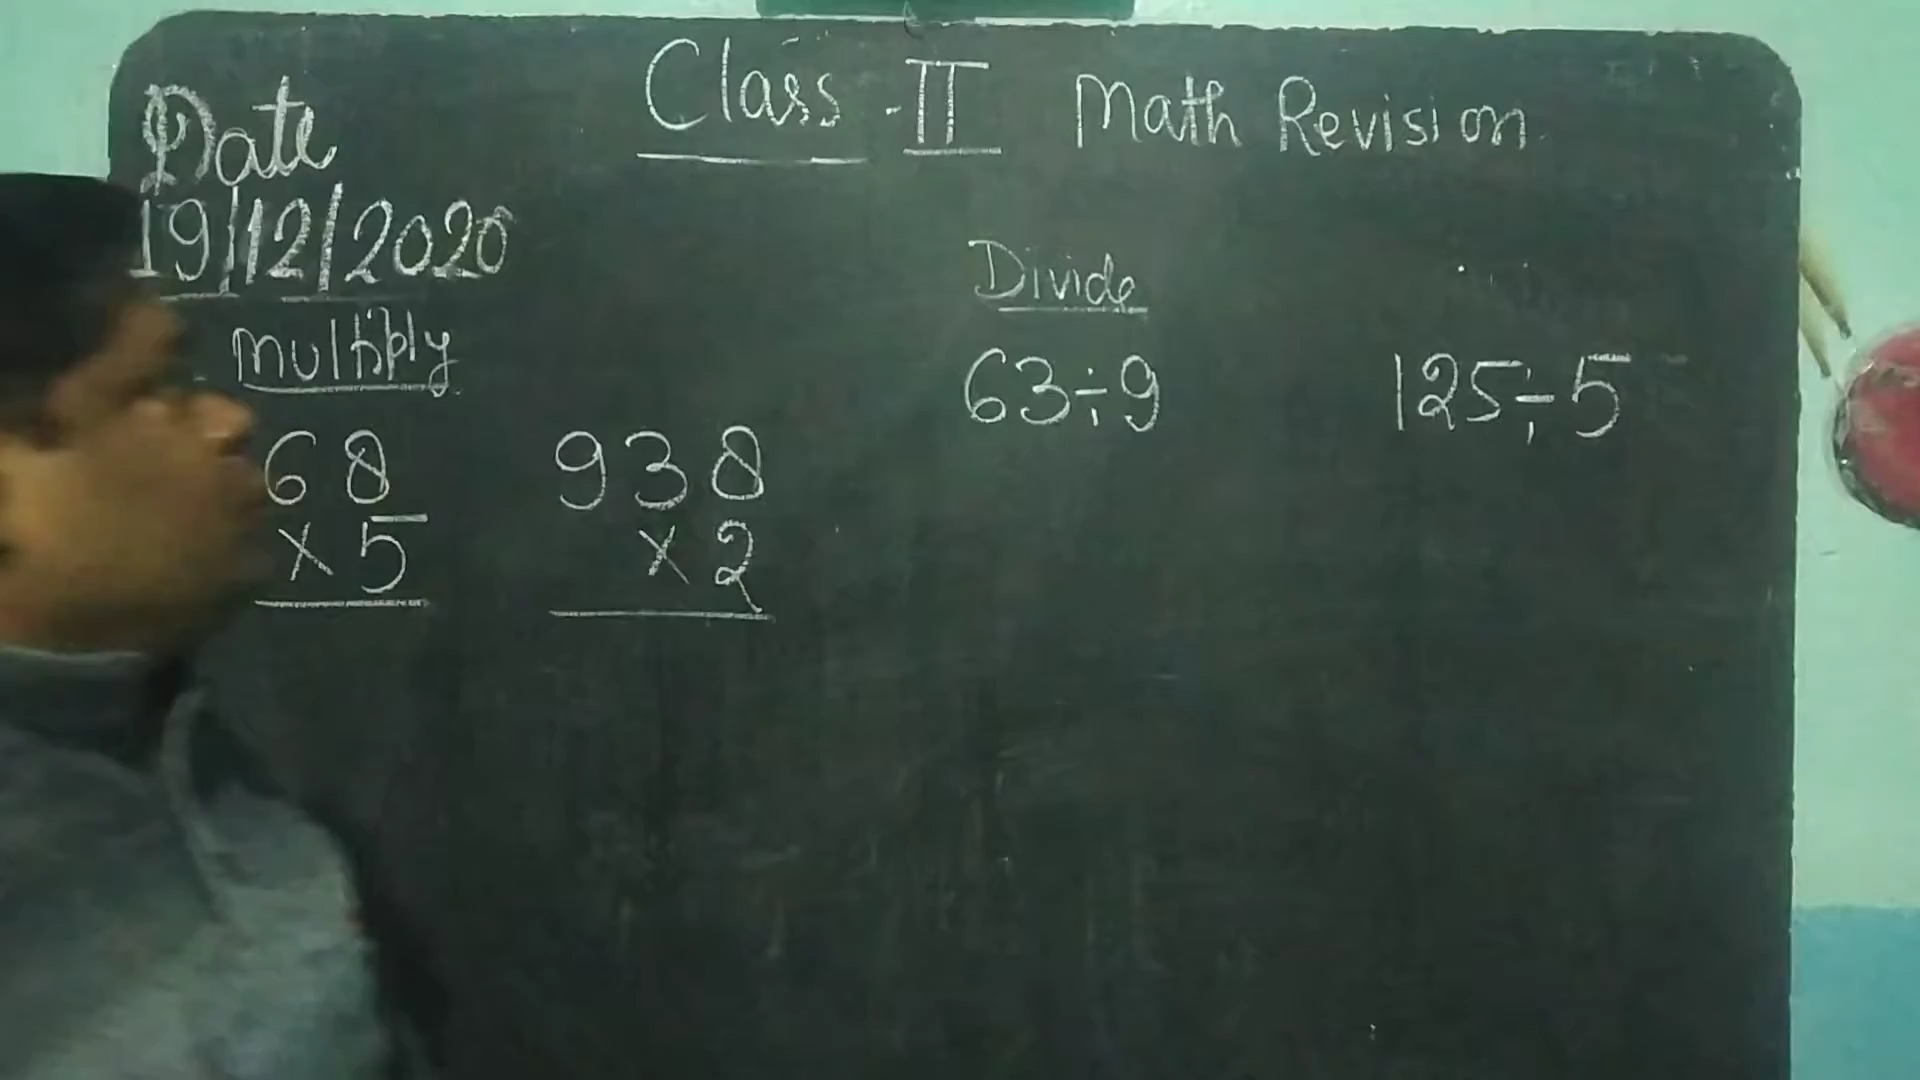 Class - II Math Revision
Date
19/12/2020
Multiply
68
× 5
938
× 2
Divide
63÷9
125÷5